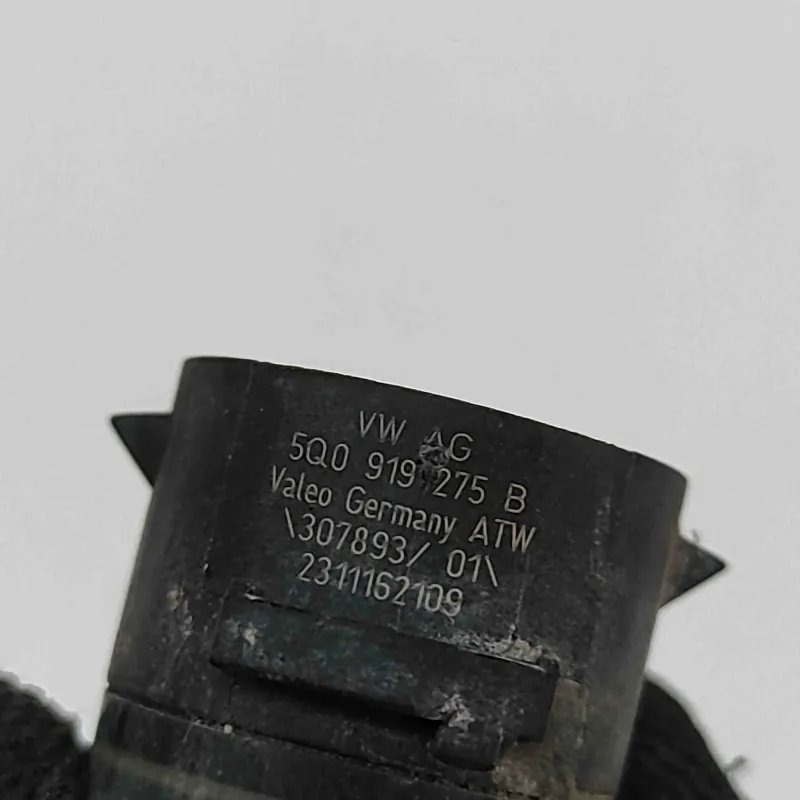 VW AG
5Q0 919 275 B
Valeo Germany ATW
\307893/ 01\
2311162109